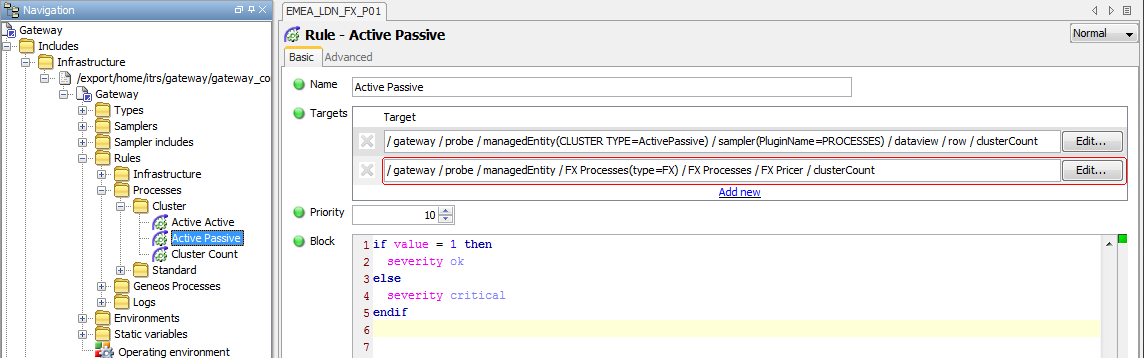 Navigation
Gateway
Includes
Infrastructure
/export/home/itrs/gateway/gateway_co
Gateway
Types
Samplers
Sampler includes
Rules
Infrastructure
Processes
Cluster
Active Active
Active Passive
Cluster Count
Standard
Geneos Processes
Logs
Environments
Static variables
Operating environment
EMEA_LDN_FX_P01
Rule - Active Passive
Normal
Basic Advanced
Name Active Passive
Targets Target
/ gateway / probe / managedEntity(CLUSTER TYPE=ActivePassive) / sampler(PluginName=PROCESSES) / dataview / row / clusterCount Edit...
/ gateway / probe / managedEntity / FX Processes(type=FX) / FX Processes / FX Pricer / clusterCount Edit...
Add new
Priority 10
Block
1 if value = 1 then
2 severity ok
3 else
4 severity critical
5 endif
6
7